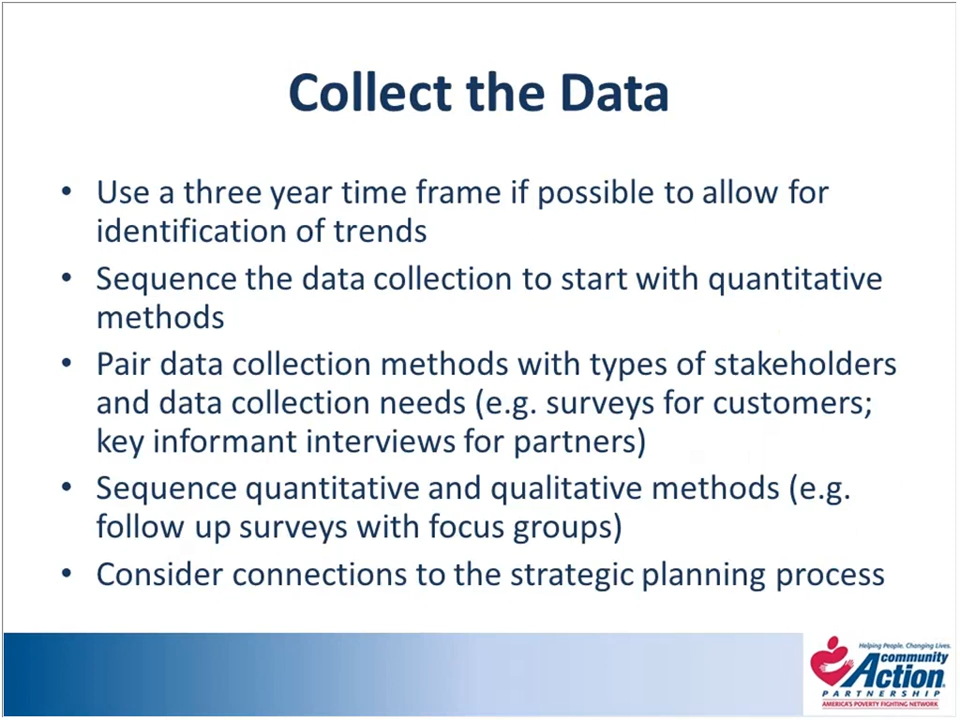 Collect the Data
• Use a three year time frame if possible to allow for
identification of trends
• Sequence the data collection to start with quantitative
methods
• Pair data collection methods with types of stakeholders
and data collection needs (e.g. surveys for customers;
key informant interviews for partners)
• Sequence quantitative and qualitative methods (e.g.
follow up surveys with focus groups)
• Consider connections to the strategic planning process
Helping People. Changing Lives.
community
Action®
PARTNERSHIP
AMERICA'S POVERTY FIGHTING NETWORK